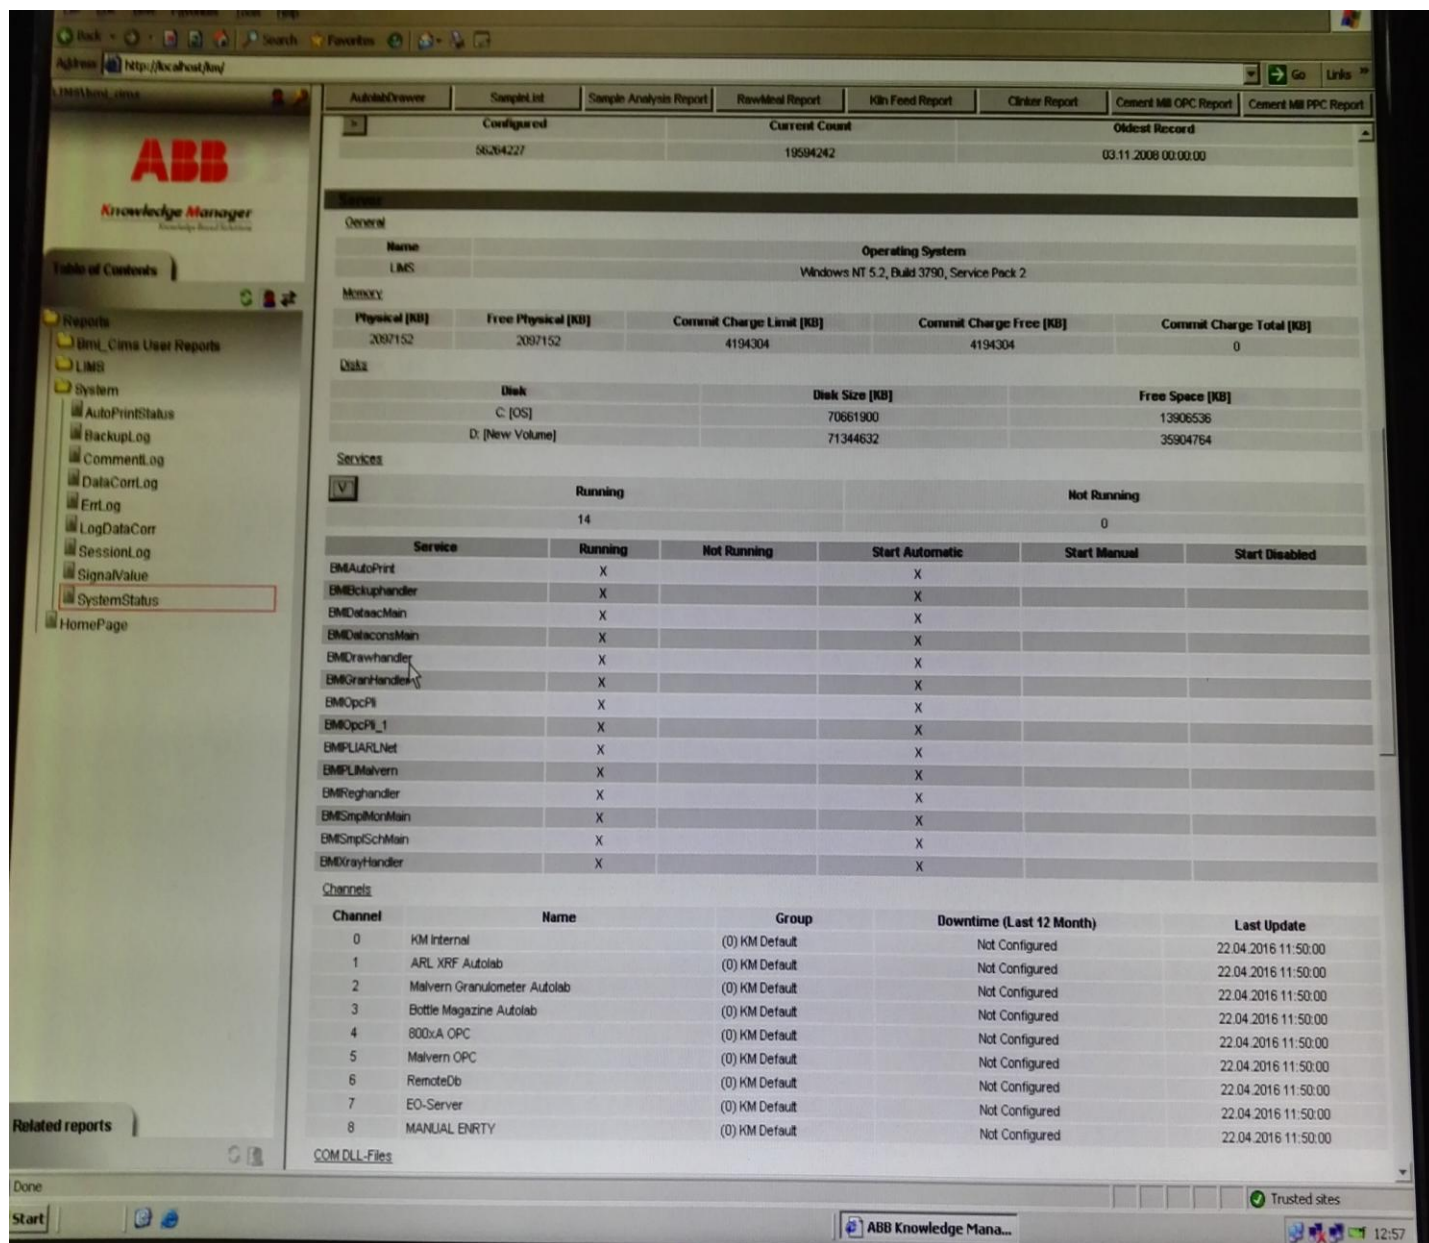 Back Search Favorites
Address http://localhost/km/ Go Links
LIMS\bmi_cims
AutolabDrawer SampleList Sample Analysis Report RawMeal Report Kiln Feed Report Clinker Report Cement Mill OPC Report Cement Mill PPC Report
ABB
Knowledge Manager
Knowledge Beyond Solutions
Table of Contents
Reports
Bmi_Cims User Reports
LIMS
System
AutoPrintStatus
BackupLog
CommentLog
DataCorrLog
ErrLog
LogDataCorr
SessionLog
SignalValue
SystemStatus
HomePage
Related reports
> Configured Current Count Oldest Record
56264227 19594242 03.11.2008 00:00:00
Server
General
Name Operating System
LIMS Windows NT 5.2, Build 3790, Service Pack 2
Memory
Physical [KB] Free Physical [KB] Commit Charge Limit [KB] Commit Charge Free [KB] Commit Charge Total [KB]
2097152 2097152 4194304 4194304 0
Disks
Disk Disk Size [KB] Free Space [KB]
C: [OS] 70661900 13906536
D: [New Volume] 71344632 35904764
Services
V Running Not Running
14 0
Service Running Not Running Start Automatic Start Manual Start Disabled
BMIAutoPrint X X
BMIBckuphandler X X
BMIDataacMain X X
BMIDataconsMain X X
BMIDrawhandler X X
BMIGranHandler X X
BMIOpcPli X X
BMIOpcPli_1 X X
BMIPLIARLNet X X
BMIPLIMalvern X X
BMIReghandler X X
BMISmplMonMain X X
BMISmplSchMain X X
BMIXrayHandler X X
Channels
Channel Name Group Downtime (Last 12 Month) Last Update
0 KM Internal (0) KM Default Not Configured 22.04.2016 11:50:00
1 ARL XRF Autolab (0) KM Default Not Configured 22.04.2016 11:50:00
2 Malvern Granulometer Autolab (0) KM Default Not Configured 22.04.2016 11:50:00
3 Bottle Magazine Autolab (0) KM Default Not Configured 22.04.2016 11:50:00
4 800xA OPC (0) KM Default Not Configured 22.04.2016 11:50:00
5 Malvern OPC (0) KM Default Not Configured 22.04.2016 11:50:00
6 RemoteDb (0) KM Default Not Configured 22.04.2016 11:50:00
7 EO-Server (0) KM Default Not Configured 22.04.2016 11:50:00
8 MANUAL ENRTY (0) KM Default Not Configured 22.04.2016 11:50:00
COM DLL-Files
Done Trusted sites
Start ABB Knowledge Mana... 12:57